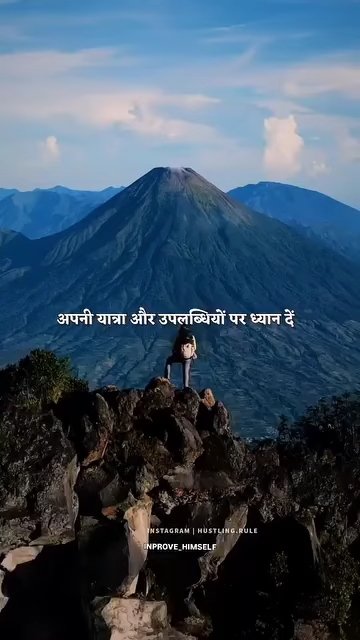 अपनी यात्रा और उपलब्धियों पर ध्यान दें
INSTAGRAM | HUSTLING.RULE
INPROVE_HIMSELF